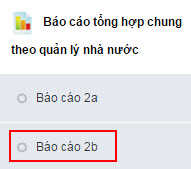 Báo cáo tổng hợp chung
theo quản lý nhà nước
Báo cáo 2a
Báo cáo 2b